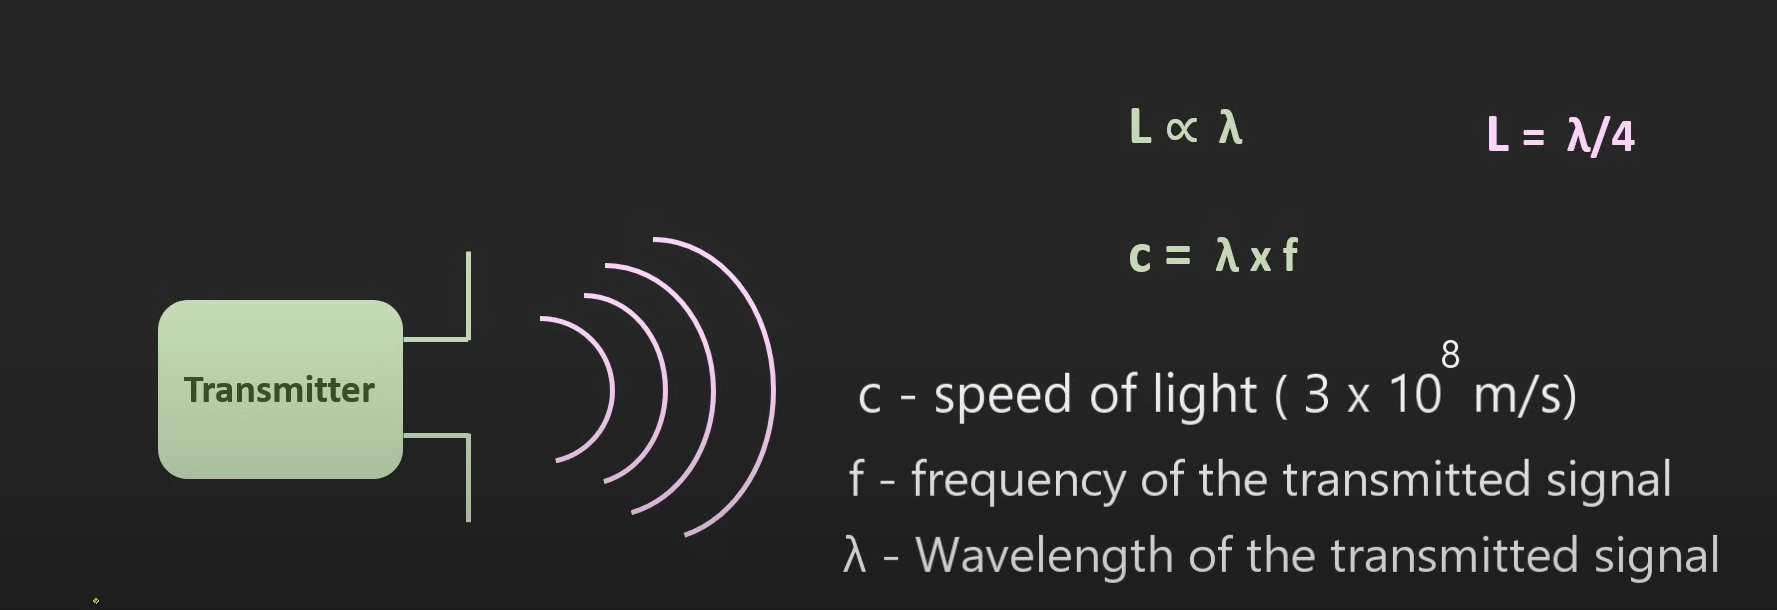 L ∝ λ
L = λ/4
c = λ x f
Transmitter
c - speed of light ( 3 x 10⁸ m/s)
f - frequency of the transmitted signal
λ - Wavelength of the transmitted signal